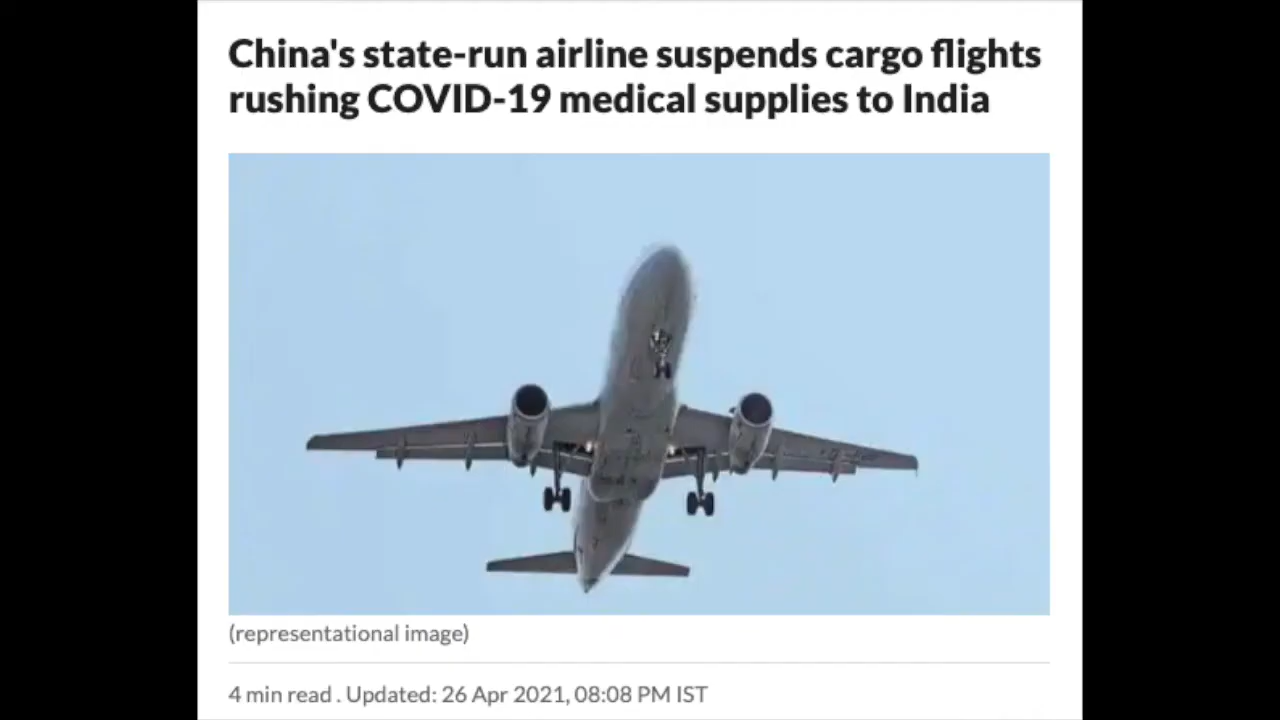 China's state-run airline suspends cargo flights
rushing COVID-19 medical supplies to India
(representational image)
4 min read . Updated: 26 Apr 2021, 08:08 PM IST